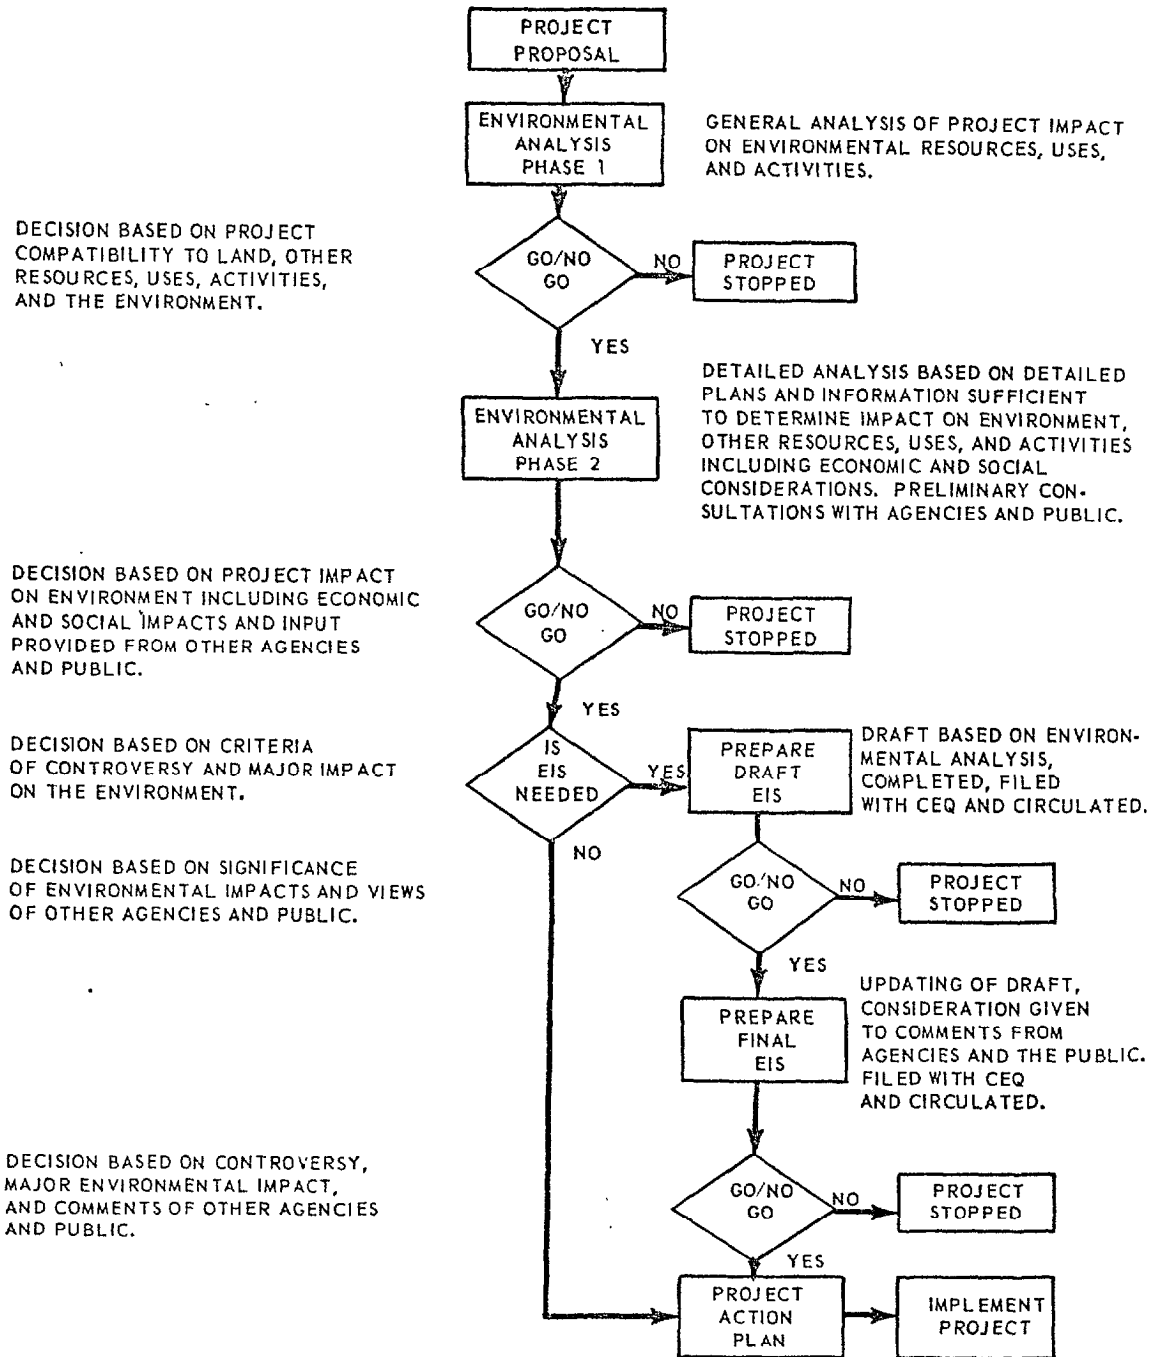 PROJECT
PROPOSAL
ENVIRONMENTAL
ANALYSIS
PHASE 1
GENERAL ANALYSIS OF PROJECT IMPACT
ON ENVIRONMENTAL RESOURCES, USES,
AND ACTIVITIES.
DECISION BASED ON PROJECT
COMPATIBILITY TO LAND, OTHER
RESOURCES, USES, ACTIVITIES,
AND THE ENVIRONMENT.
GO/NO
GO
NO
PROJECT
STOPPED
YES
ENVIRONMENTAL
ANALYSIS
PHASE 2
DETAILED ANALYSIS BASED ON DETAILED
PLANS AND INFORMATION SUFFICIENT
TO DETERMINE IMPACT ON ENVIRONMENT,
OTHER RESOURCES, USES, AND ACTIVITIES
INCLUDING ECONOMIC AND SOCIAL
CONSIDERATIONS. PRELIMINARY CON-
SULTATIONS WITH AGENCIES AND PUBLIC.
DECISION BASED ON PROJECT IMPACT
ON ENVIRONMENT INCLUDING ECONOMIC
AND SOCIAL IMPACTS AND INPUT
PROVIDED FROM OTHER AGENCIES
AND PUBLIC.
GO/NO
GO
NO
PROJECT
STOPPED
YES
DECISION BASED ON CRITERIA
OF CONTROVERSY AND MAJOR IMPACT
ON THE ENVIRONMENT.
IS
EIS
NEEDED
YES
PREPARE
DRAFT
EIS
DRAFT BASED ON ENVIRON-
MENTAL ANALYSIS,
COMPLETED, FILED
WITH CEQ AND CIRCULATED.
NO
DECISION BASED ON SIGNIFICANCE
OF ENVIRONMENTAL IMPACTS AND VIEWS
OF OTHER AGENCIES AND PUBLIC.
GO/NO
GO
NO
PROJECT
STOPPED
YES
PREPARE
FINAL
EIS
UPDATING OF DRAFT,
CONSIDERATION GIVEN
TO COMMENTS FROM
AGENCIES AND THE PUBLIC.
FILED WITH CEQ
AND CIRCULATED.
DECISION BASED ON CONTROVERSY,
MAJOR ENVIRONMENTAL IMPACT,
AND COMMENTS OF OTHER AGENCIES
AND PUBLIC.
GO/NO
GO
NO
PROJECT
STOPPED
YES
PROJECT
ACTION
PLAN
IMPLEMENT
PROJECT